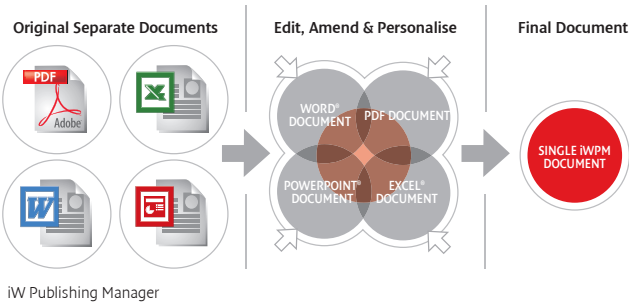 Original Separate Documents
PDF
Adobe
W
Edit, Amend & Personalise
WORD®
DOCUMENT
PDF DOCUMENT
POWERPOINT®
DOCUMENT
EXCEL®
DOCUMENT
Final Document
SINGLE iWPM
DOCUMENT
iW Publishing Manager